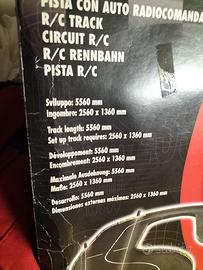 PISTA CON AUTO RADIOCOMANDA
R/C TRACK
CIRCUIT R/C
R/C RENNBAHN
PISTA R/C
Sviluppo: 5560 mm
Ingombro: 2560 x 1360 mm
Track length: 5560 mm
Set up track requires: 2560 x 1360 mm
Développement: 5560 mm
Encombrement: 2560 x 1360 mm
Maximale Ausdehnung: 5560 mm
Maße: 2560 x 1360 mm
Desarrollo: 5560 mm
Dimensiones externas máximas: 2560 x 1360 mm
subito